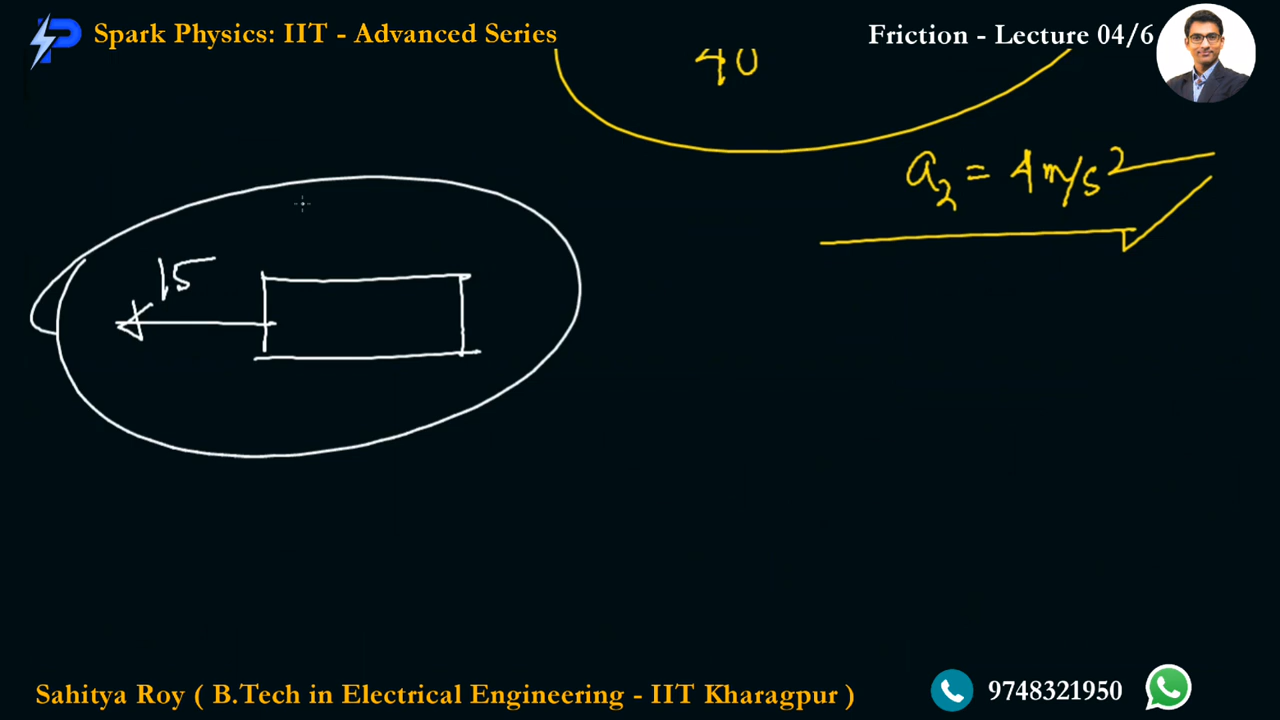 Spark Physics: IIT - Advanced Series
Friction - Lecture 04/6
40
a₂ = 4 m/s²
15
Sahitya Roy ( B.Tech in Electrical Engineering - IIT Kharagpur )
9748321950